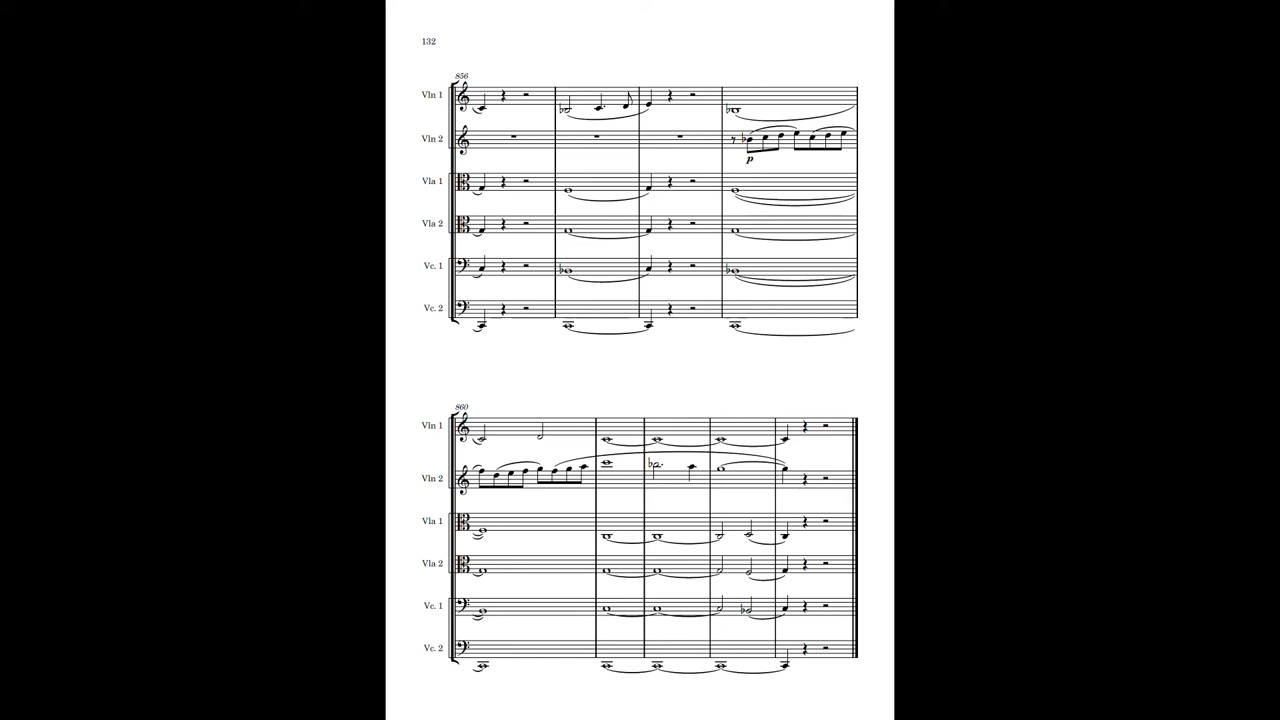 132
856
Vln 1
Vln 2
p
Vla 1
Vla 2
Vc. 1
Vc. 2
860
Vln 1
Vln 2
Vla 1
Vla 2
Vc. 1
Vc. 2